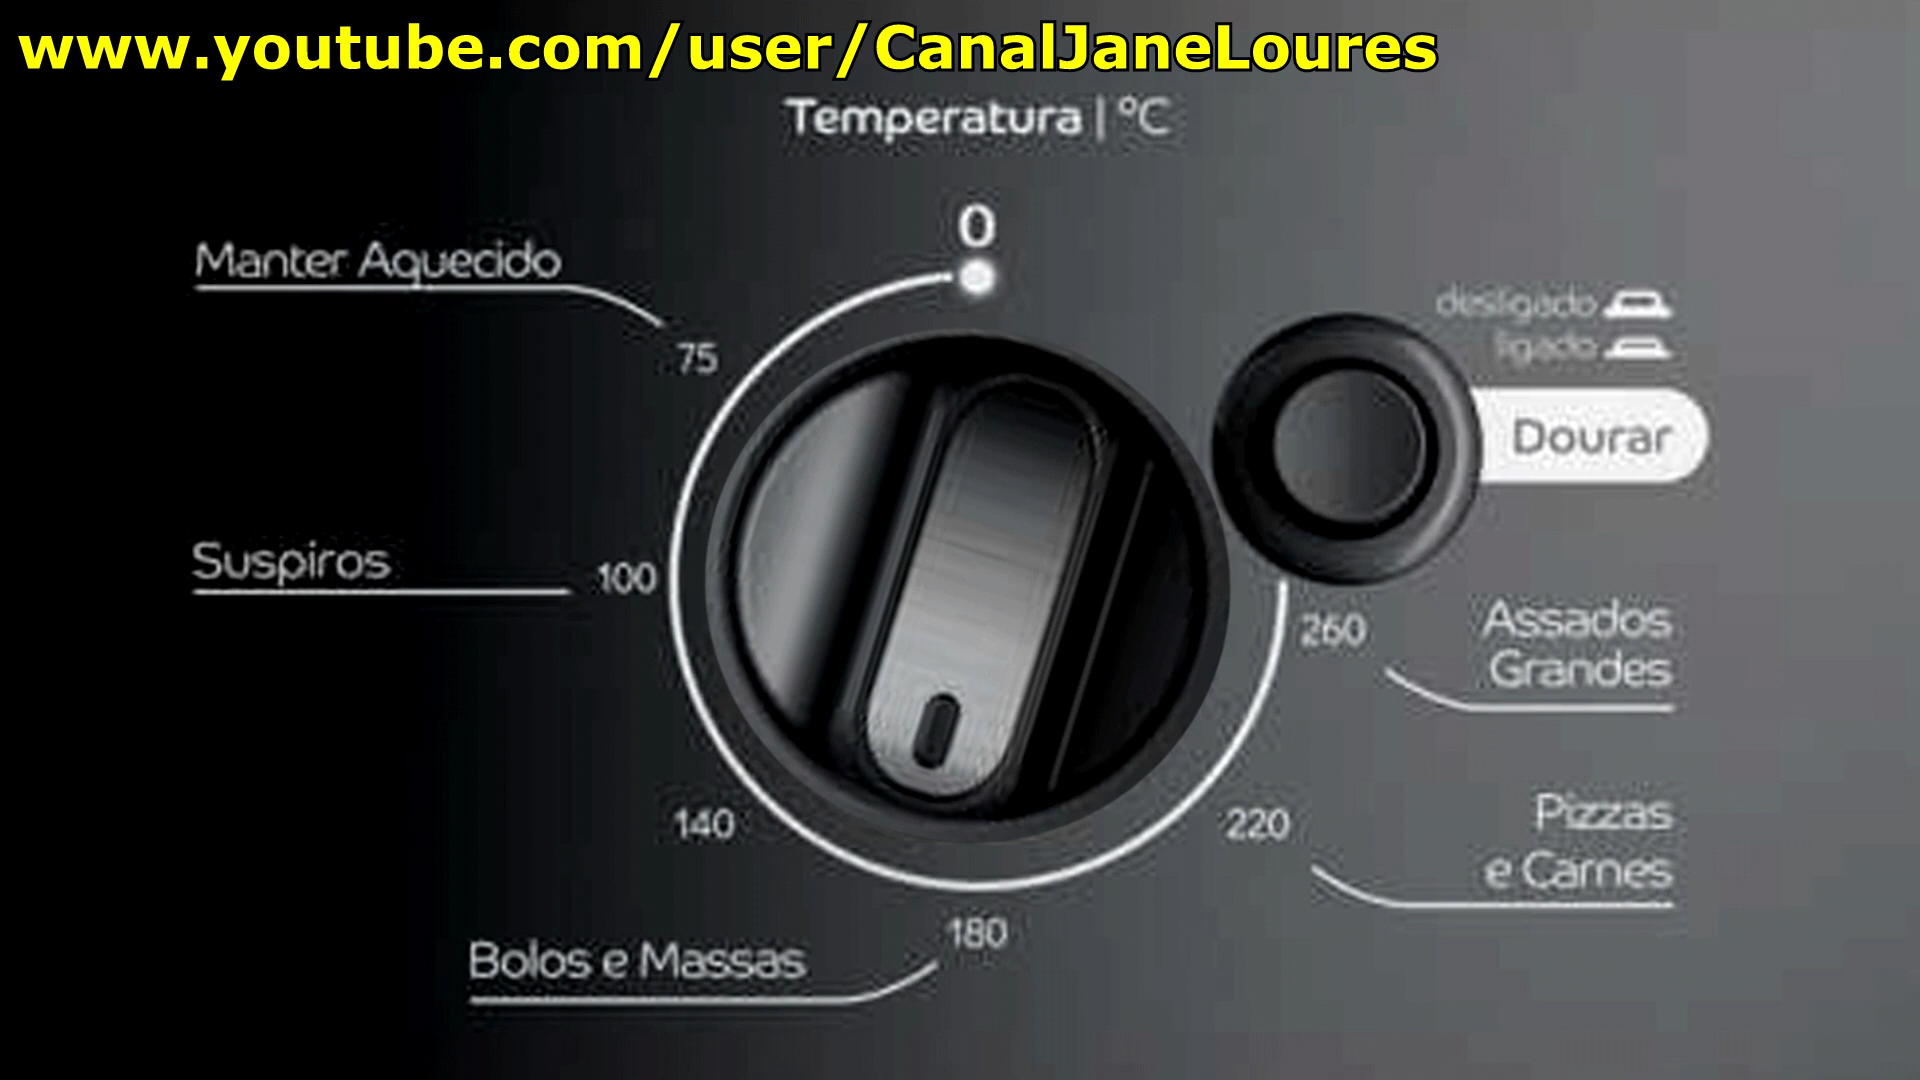 www.youtube.com/user/CanalJaneLoures
Temperatura | °C
0
Manter Aquecido
75
desligado
ligado
Dourar
Suspiros
100
260
Assados
Grandes
140
220
Pizzas
e Carnes
180
Bolos e Massas